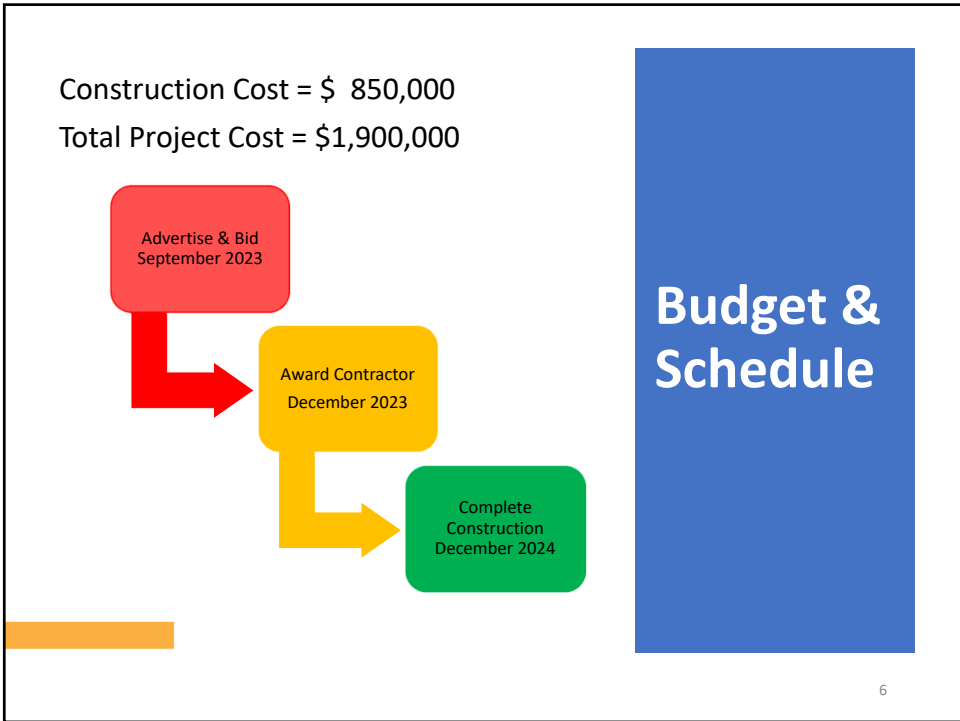 Construction Cost = $ 850,000
Total Project Cost = $1,900,000
Advertise & Bid
September 2023
Award Contractor
December 2023
Complete
Construction
December 2024
Budget &
Schedule
6